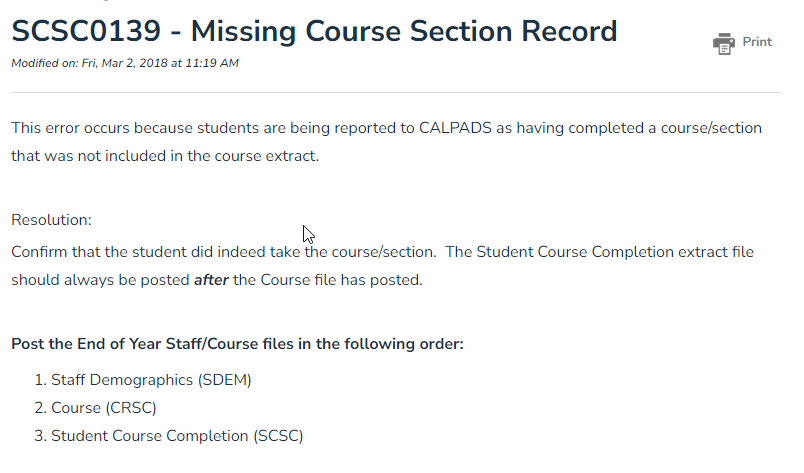 SCSC0139 - Missing Course Section Record
Print
Modified on: Fri, Mar 2, 2018 at 11:19 AM
This error occurs because students are being reported to CALPADS as having completed a course/section
that was not included in the course extract.
Resolution:
Confirm that the student did indeed take the course/section.  The Student Course Completion extract file
should always be posted after the Course file has posted.
Post the End of Year Staff/Course files in the following order:
1. Staff Demographics (SDEM)
2. Course (CRSC)
3. Student Course Completion (SCSC)